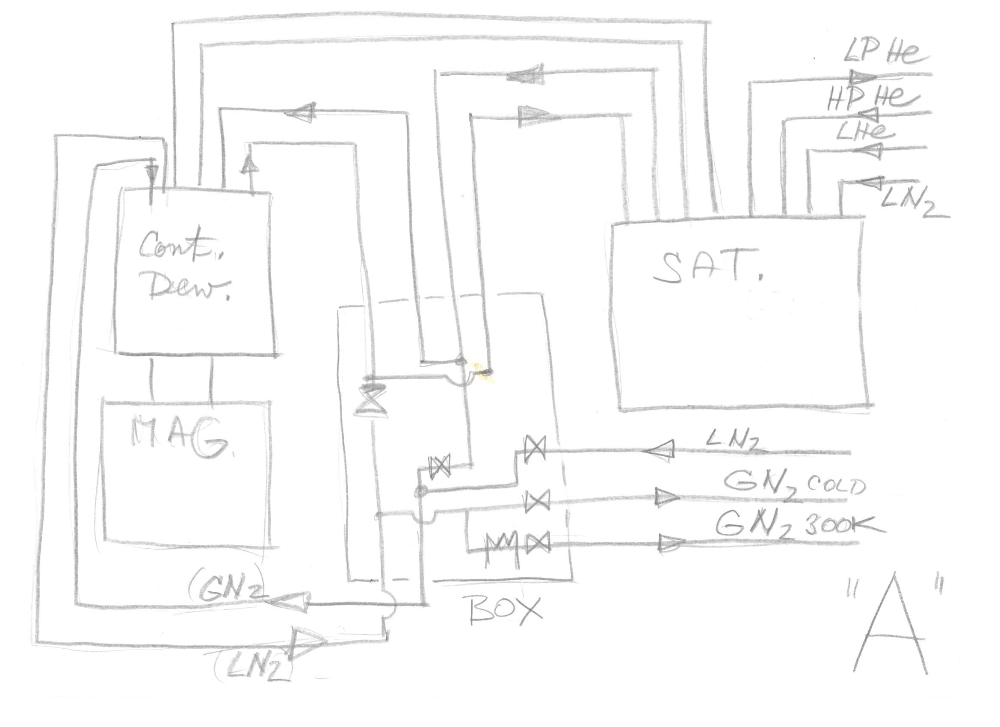 LP He
HP He
LHe
LN2
Cont.
Dew.
SAT.
MAG.
LN2
GN2 COLD
GN2 300K
(GN2)
BOX
(LN2)
"A"